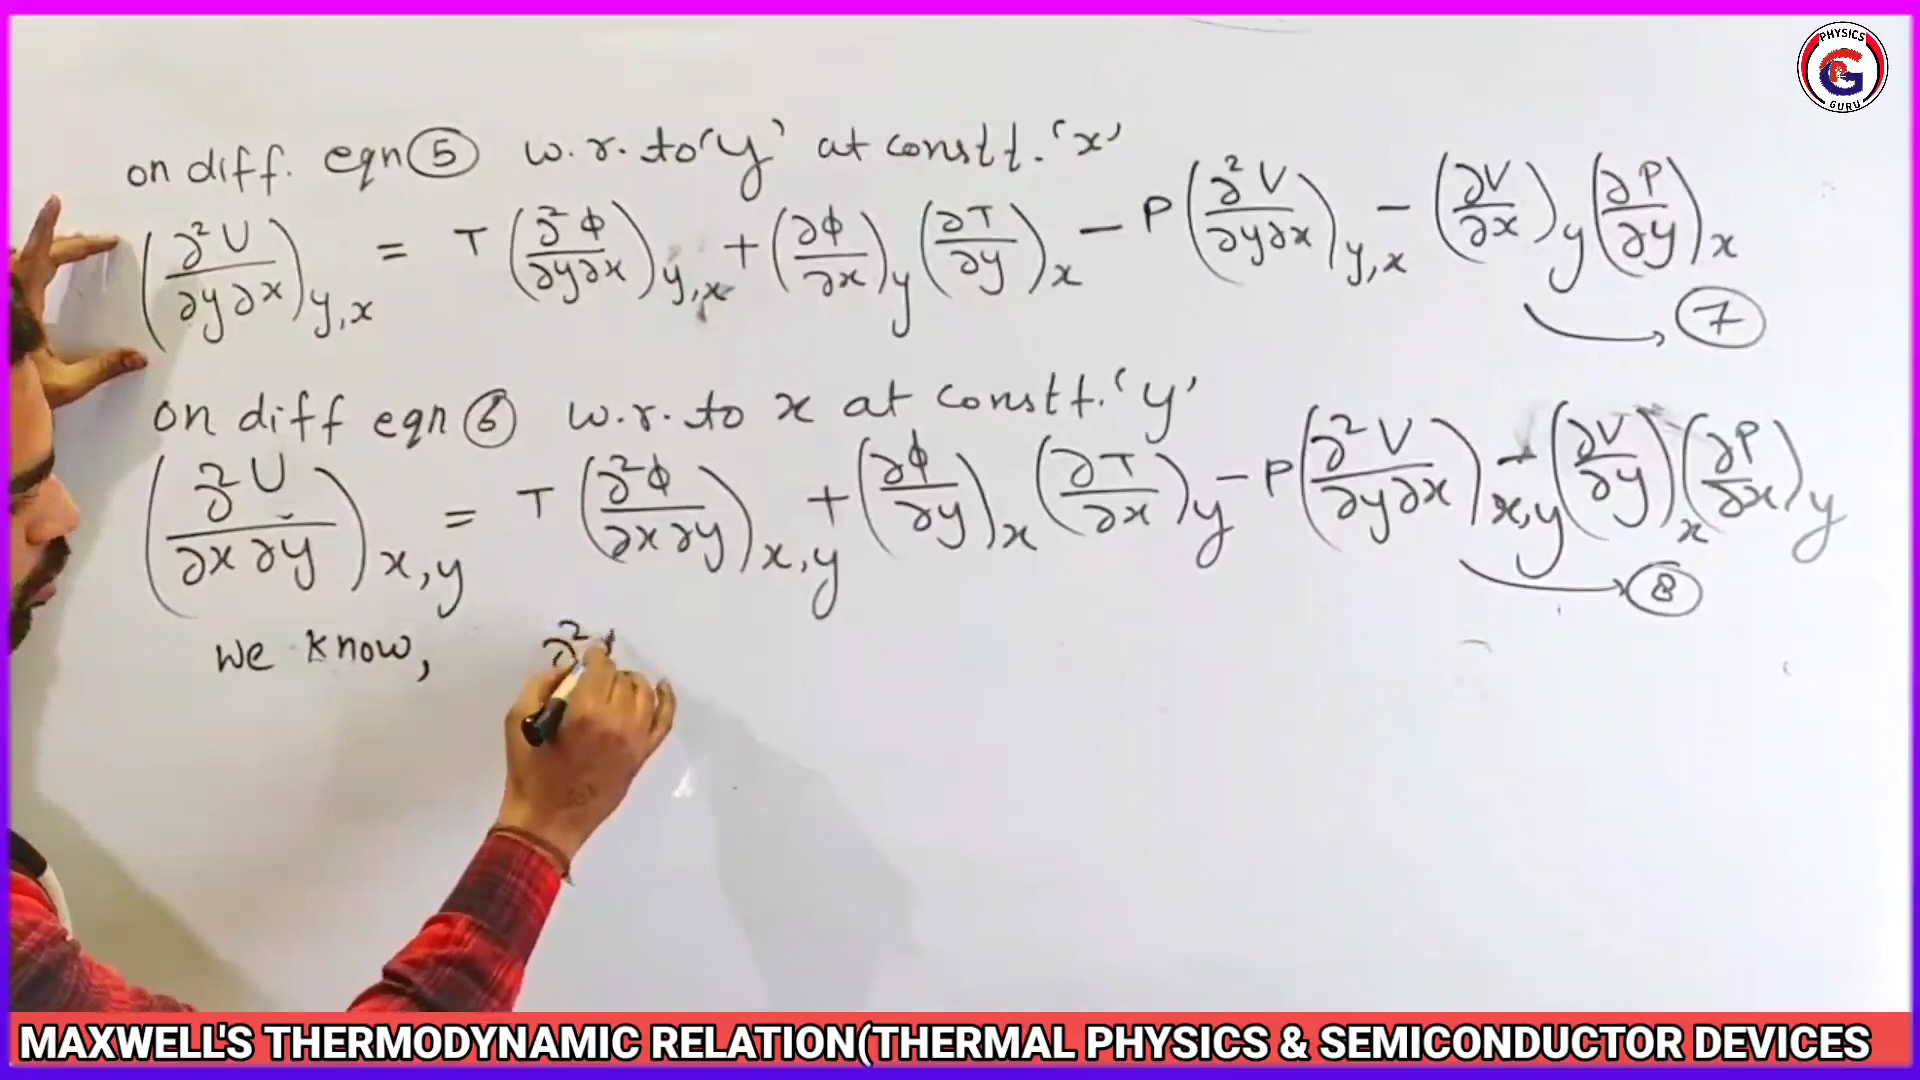 PHYSICS
GURU
on diff. eqn ⑤ w.r.to 'y' at constt. 'x'
(∂²U/∂y∂x)y,x = T(∂²ϕ/∂y∂x)y,x + (∂ϕ/∂x)y (∂T/∂y)x − P(∂²V/∂y∂x)y,x − (∂V/∂x)y (∂P/∂y)x
⑦
on diff eqn ⑥ w.r.to x at constt. 'y'
(∂²U/∂x∂y)x,y = T(∂²ϕ/∂x∂y)x,y + (∂ϕ/∂y)x (∂T/∂x)y − P(∂²V/∂y∂x)x,y − (∂V/∂y)x (∂P/∂x)y
⑧
We know, ∂²
MAXWELL'S THERMODYNAMIC RELATION(THERMAL PHYSICS & SEMICONDUCTOR DEVICES